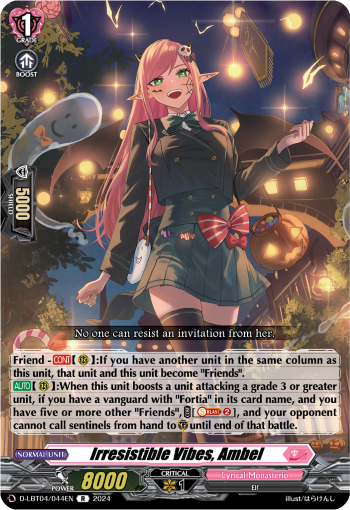 1
GRADE
BOOST
5000
SHIELD
No one can resist an invitation from her.
Friend - CONT【 】:If you have another unit in the same column as
this unit, that unit and this unit become "Friends".
AUTO【 】:When this unit boosts a unit attacking a grade 3 or greater
unit, if you have a vanguard with "Fortia" in its card name, and you
have five or more other "Friends", [ BLAST 2], and your opponent
cannot call sentinels from hand to until end of that battle.
NORMAL UNIT
Irresistible Vibes, Ambel
POWER 8000
CRITICAL
1
Lyrical Monasterio
Elf
D-LBT04/044EN R 2024
illust/はらけんし